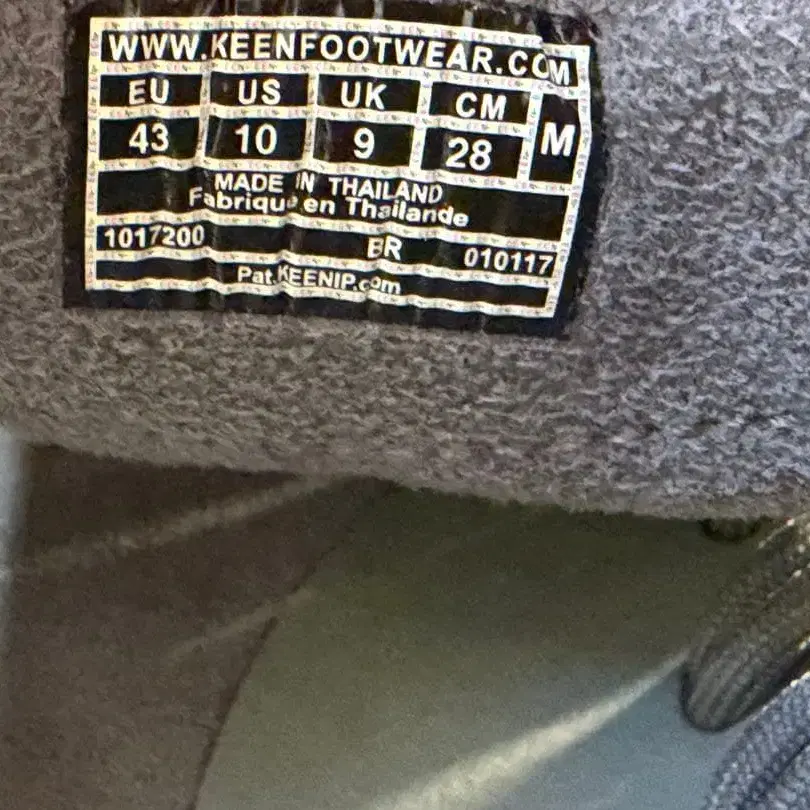 WWW.KEENFOOTWEAR.COM
EU US UK CM M
43 10 9 28
MADE IN THAILAND
Fabrique en Thailande
1017200 BR 010117
Pat.KEENIP.com